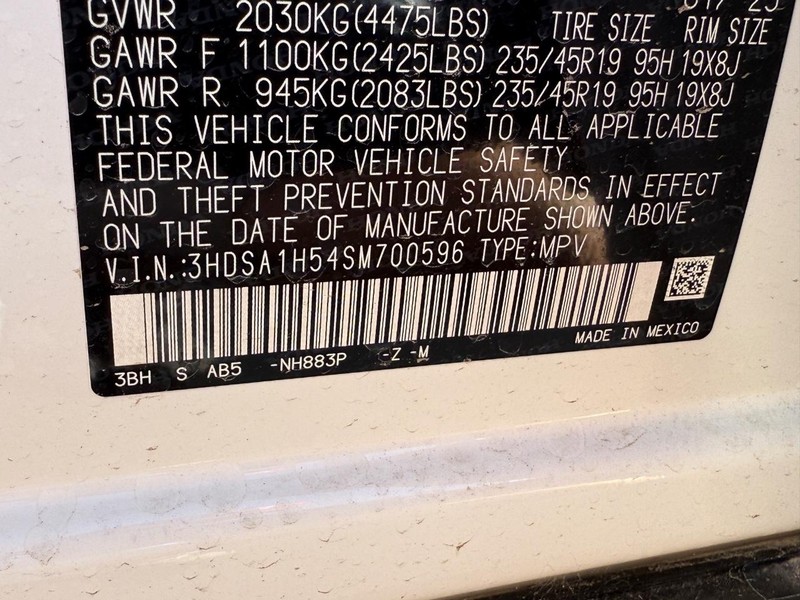 GVWR 2030KG(4475LBS) TIRE SIZE RIM SIZE
GAWR F 1100KG(2425LBS) 235/45R19 95H 19X8J
GAWR R 945KG(2083LBS) 235/45R19 95H 19X8J
THIS VEHICLE CONFORMS TO ALL APPLICABLE
FEDERAL MOTOR VEHICLE SAFETY
AND THEFT PREVENTION STANDARDS IN EFFECT
ON THE DATE OF MANUFACTURE SHOWN ABOVE.
V.I.N.:3HDSA1H54SM700596 TYPE:MPV
MADE IN MEXICO
3BH S AB5 -NH883P -Z -M